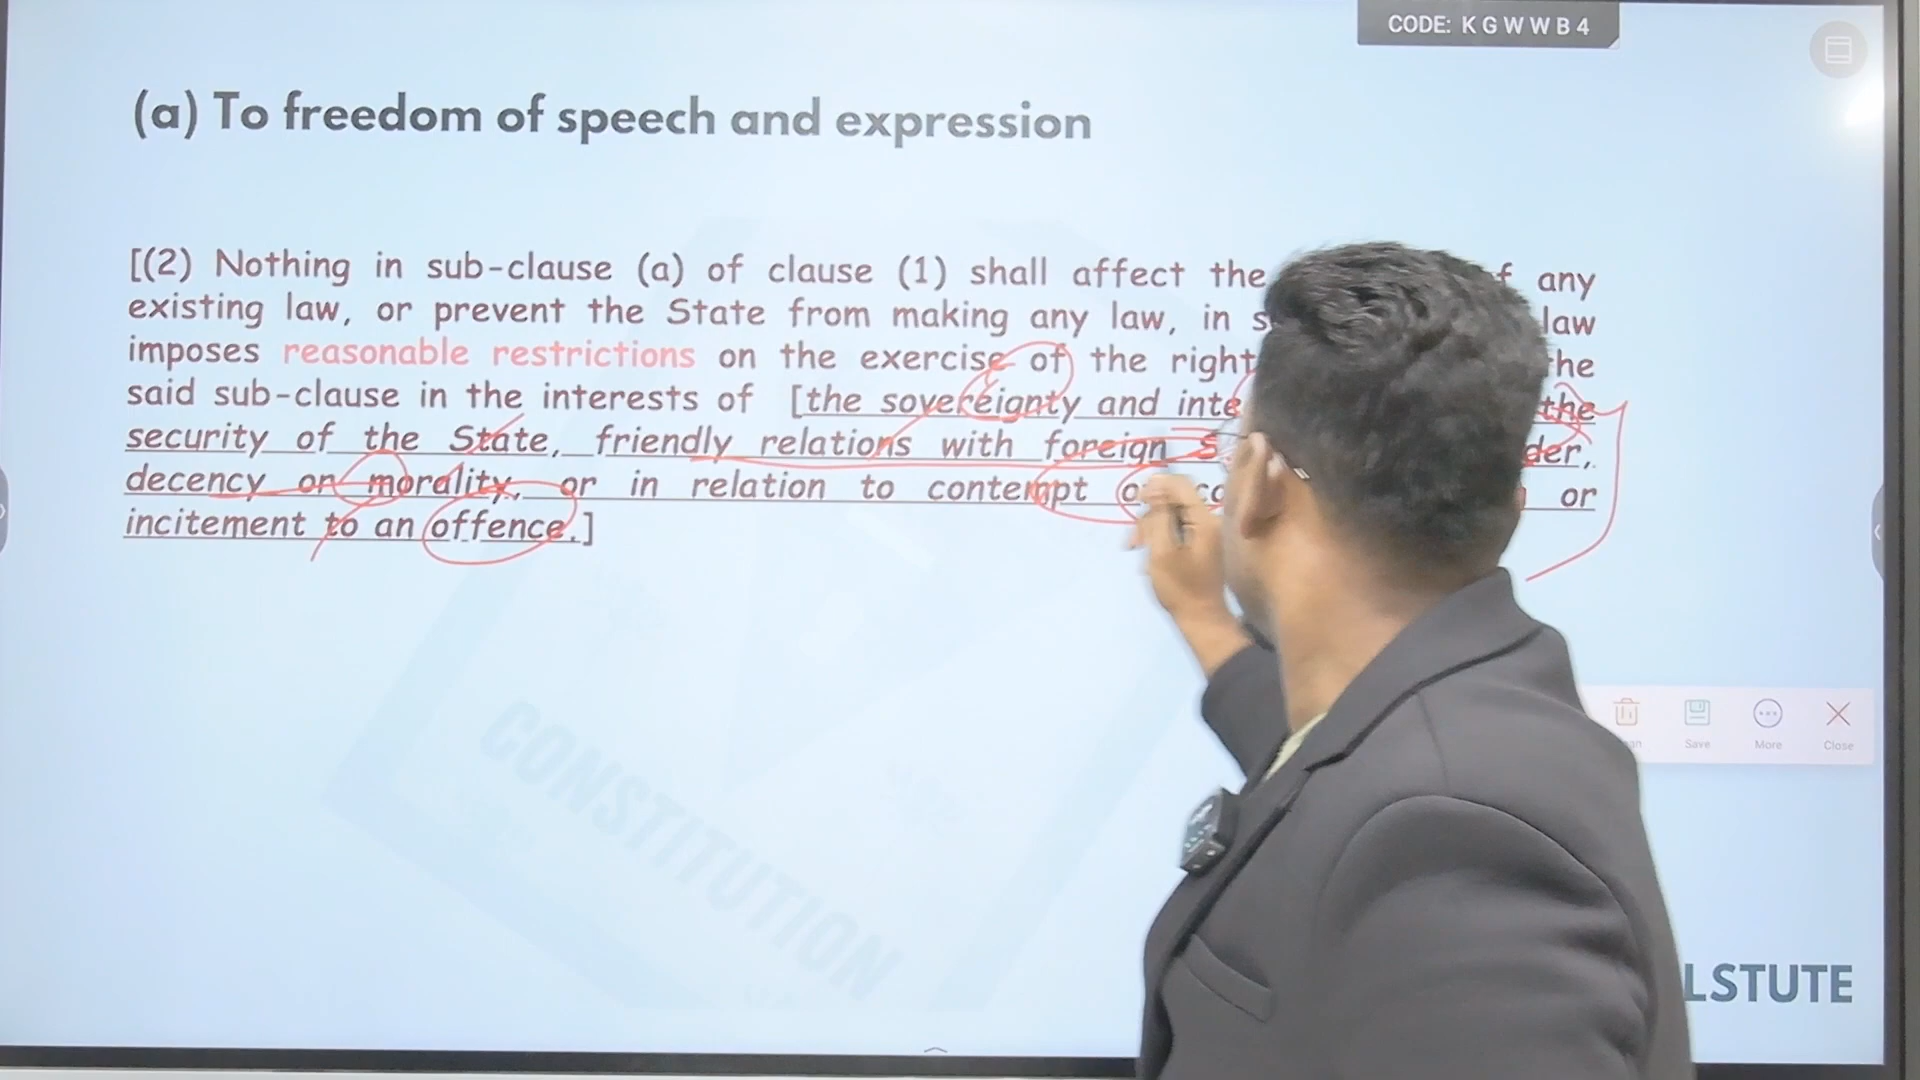 CODE: K G W W B 4
(a) To freedom of speech and expression
[(2) Nothing in sub-clause (a) of clause (1) shall affect the any
existing law, or prevent the State from making any law, in law
imposes reasonable restrictions on the exercise of the right
said sub-clause in the interests of [the sovereignty and the
security of the State, friendly relations with foreign
decency or morality, or in relation to contempt or
incitement to an offence.]
Save More Close
CONSTITUTION
LSTUTE